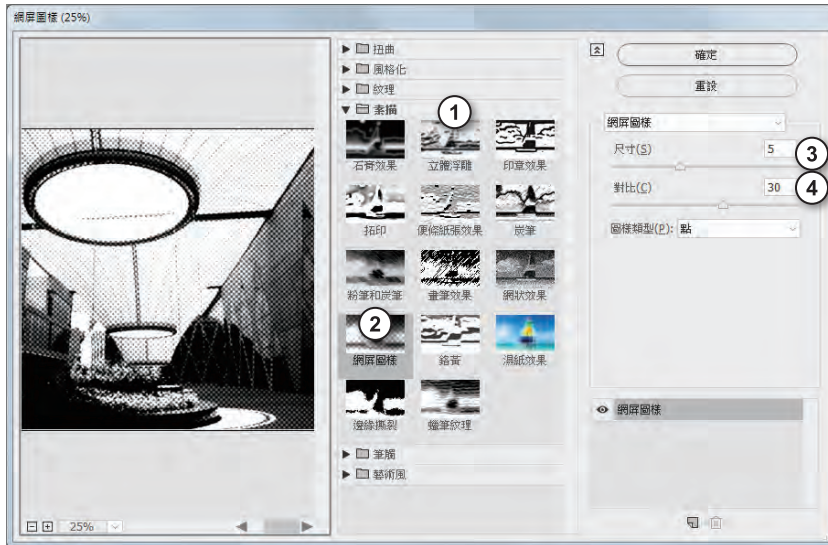 網屏圖樣 (25%)
扭曲
風格化
紋理
素描
1
石膏效果 立體浮雕 印章效果
拓印 便條紙張效果 炭筆
粉筆和炭筆 畫筆效果 網狀效果
2
網屏圖樣 鉻黃 濕紙效果
邊緣撕裂 蠟筆紋理
筆觸
藝術風
25%
確定
重設
網屏圖樣
尺寸(S) 5
3
對比(C) 30
4
圖樣類型(P): 點
網屏圖樣